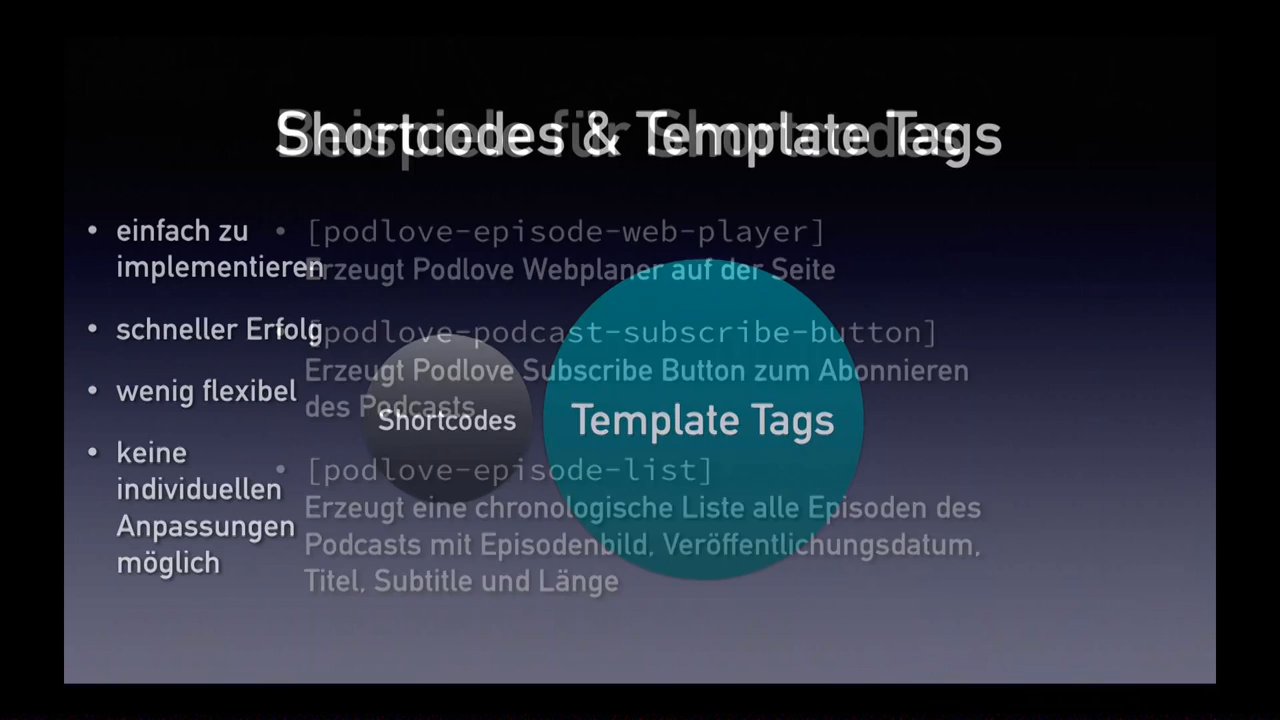 Shortcodes & Template Tags
Beispiele für Shortcodes
• einfach zu
implementieren
• schneller Erfolg
• wenig flexibel
• keine
individuellen
Anpassungen
möglich
Shortcodes
Template Tags
• [podlove-episode-web-player]
Erzeugt Podlove Webplaner auf der Seite
• [podlove-podcast-subscribe-button]
Erzeugt Podlove Subscribe Button zum Abonnieren
des Podcasts
• [podlove-episode-list]
Erzeugt eine chronologische Liste alle Episoden des
Podcasts mit Episodenbild, Veröffentlichungsdatum,
Titel, Subtitle und Länge